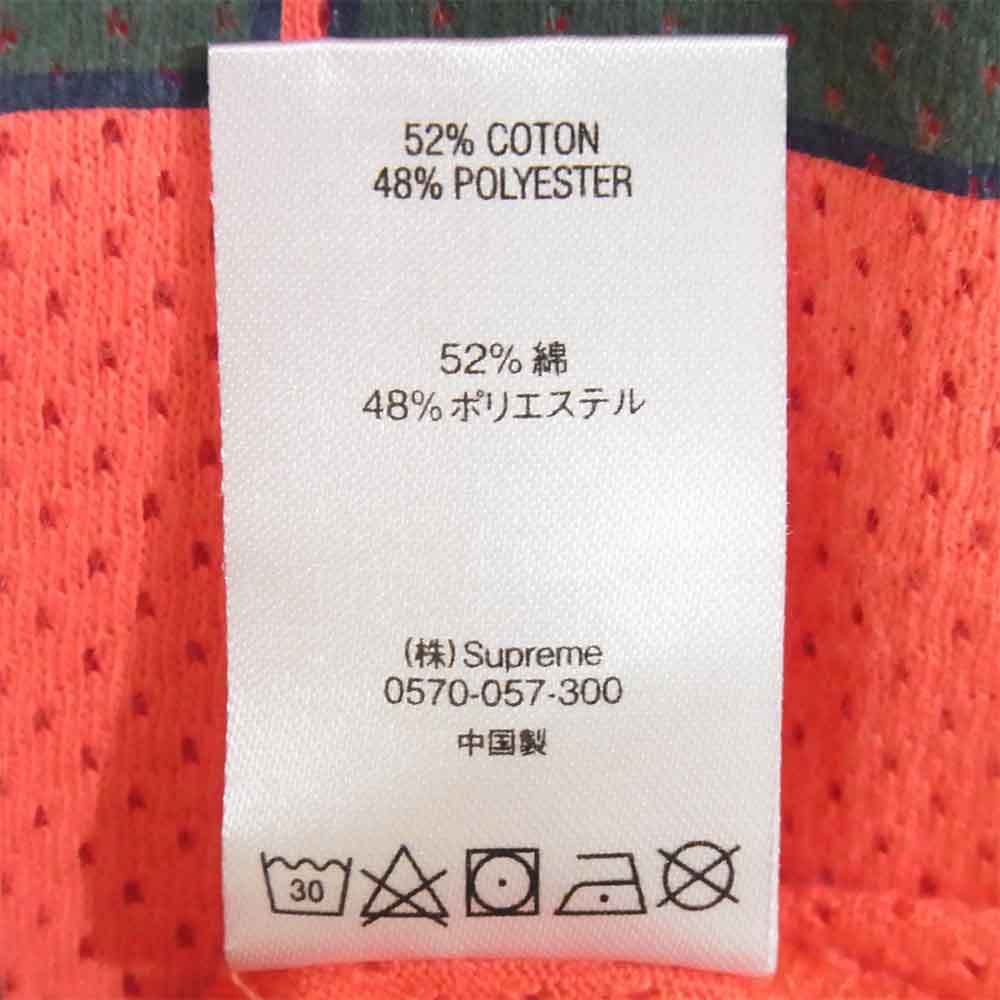 52% COTON
48% POLYESTER
52% 綿
48% ポリエステル
(株) Supreme
0570-057-300
中国製
30